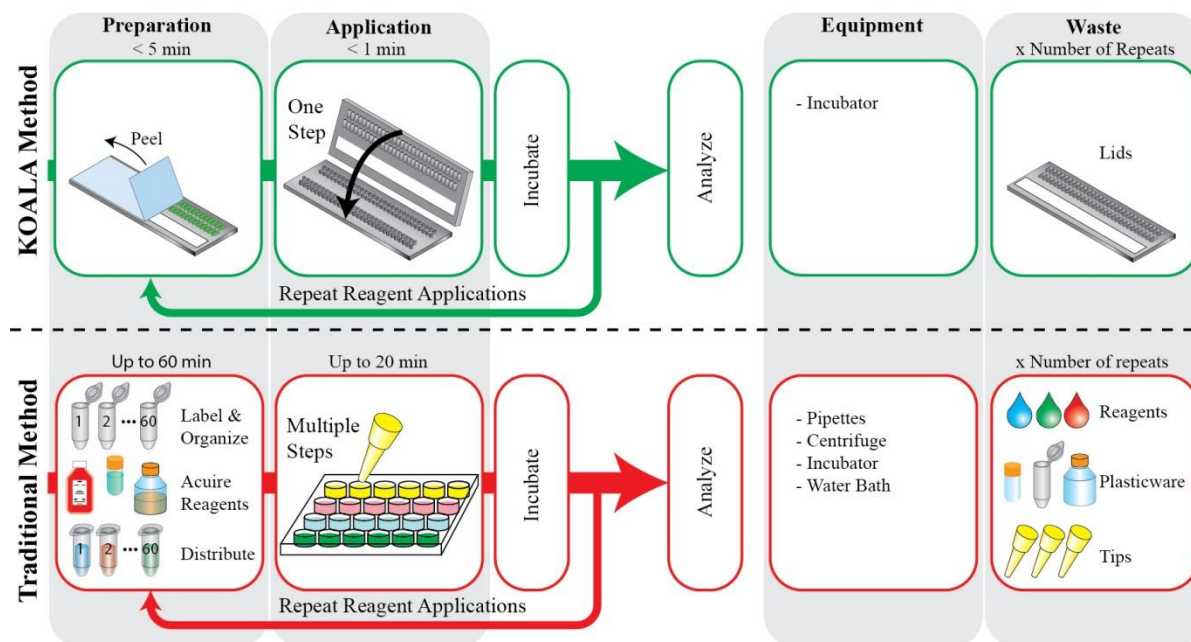 Preparation
< 5 min
Application
< 1 min
Equipment
Waste
x Number of Repeats
KOALA Method
Peel
One
Step
Incubate
Analyze
- Incubator
Lids
Repeat Reagent Applications
Traditional Method
Up to 60 min
Up to 20 min
x Number of repeats
1 2 ••• 60
Label &
Organize
Acuire
Reagents
1 2 ••• 60
Distribute
Multiple
Steps
Incubate
Analyze
- Pipettes
- Centrifuge
- Incubator
- Water Bath
Reagents
Plasticware
Tips
Repeat Reagent Applications